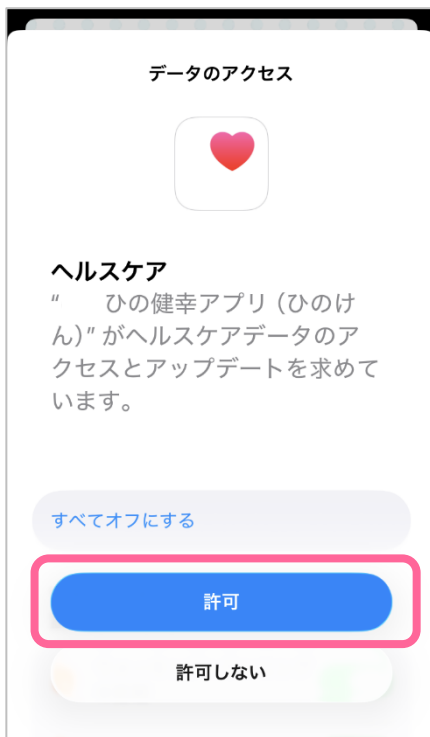 データのアクセス
ヘルスケア
“ ひの健幸アプリ（ひのけ
ん）” がヘルスケアデータのア
クセスとアップデートを求めて
います。
すべてオフにする
許可
許可しない